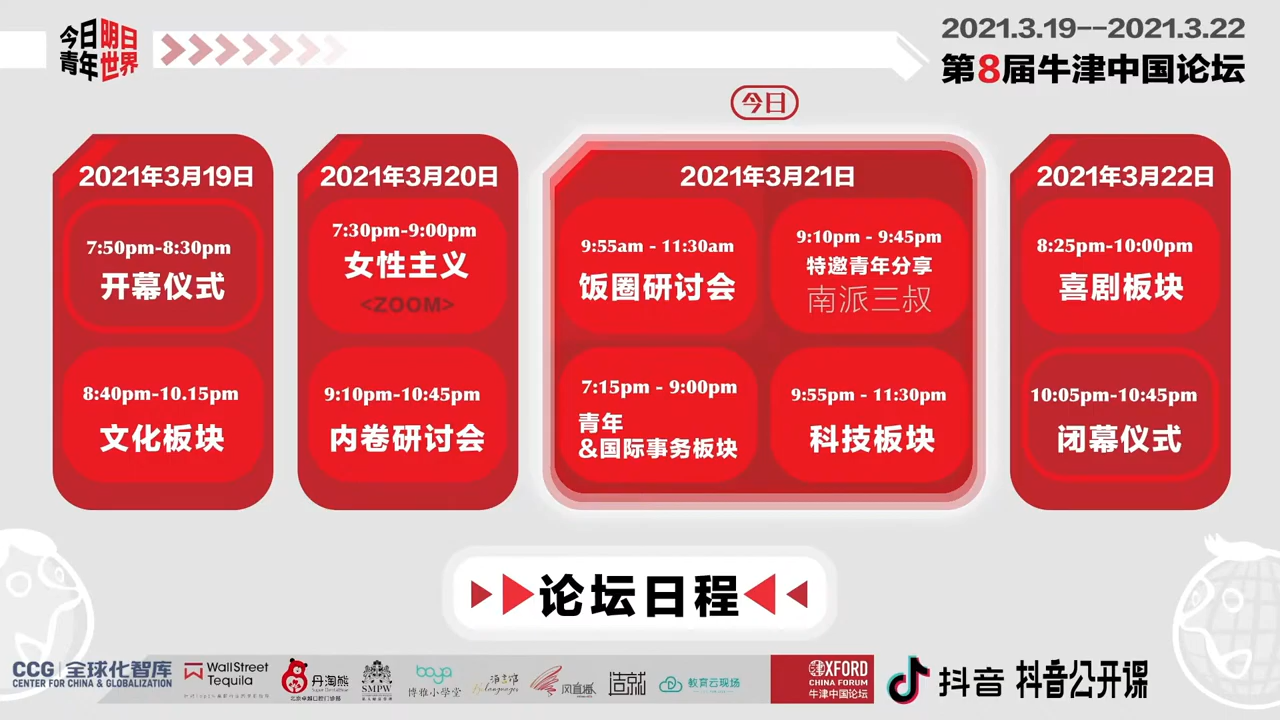 今日明日
青年世界
2021.3.19--2021.3.22
第8届牛津中国论坛
今日
2021年3月19日
7:50pm-8:30pm
开幕仪式
8:40pm-10.15pm
文化板块
2021年3月20日
7:30pm-9:00pm
女性主义
<ZOOM>
9:10pm-10:45pm
内卷研讨会
2021年3月21日
9:55am - 11:30am
饭圈研讨会
9:10pm - 9:45pm
特邀青年分享
南派三叔
7:15pm - 9:00pm
青年
&国际事务板块
9:55pm - 11:30pm
科技板块
2021年3月22日
8:25pm-10:00pm
喜剧板块
10:05pm-10:45pm
闭幕仪式
论坛日程
CCG 全球化智库
CENTER FOR CHINA & GLOBALIZATION
WallStreet
Tequila
丹淘熊
SMPW
boya
博雅小学堂
风直播
造就
教育云现场
OXFORD
CHINA FORUM
牛津中国论坛
抖音
抖音公开课